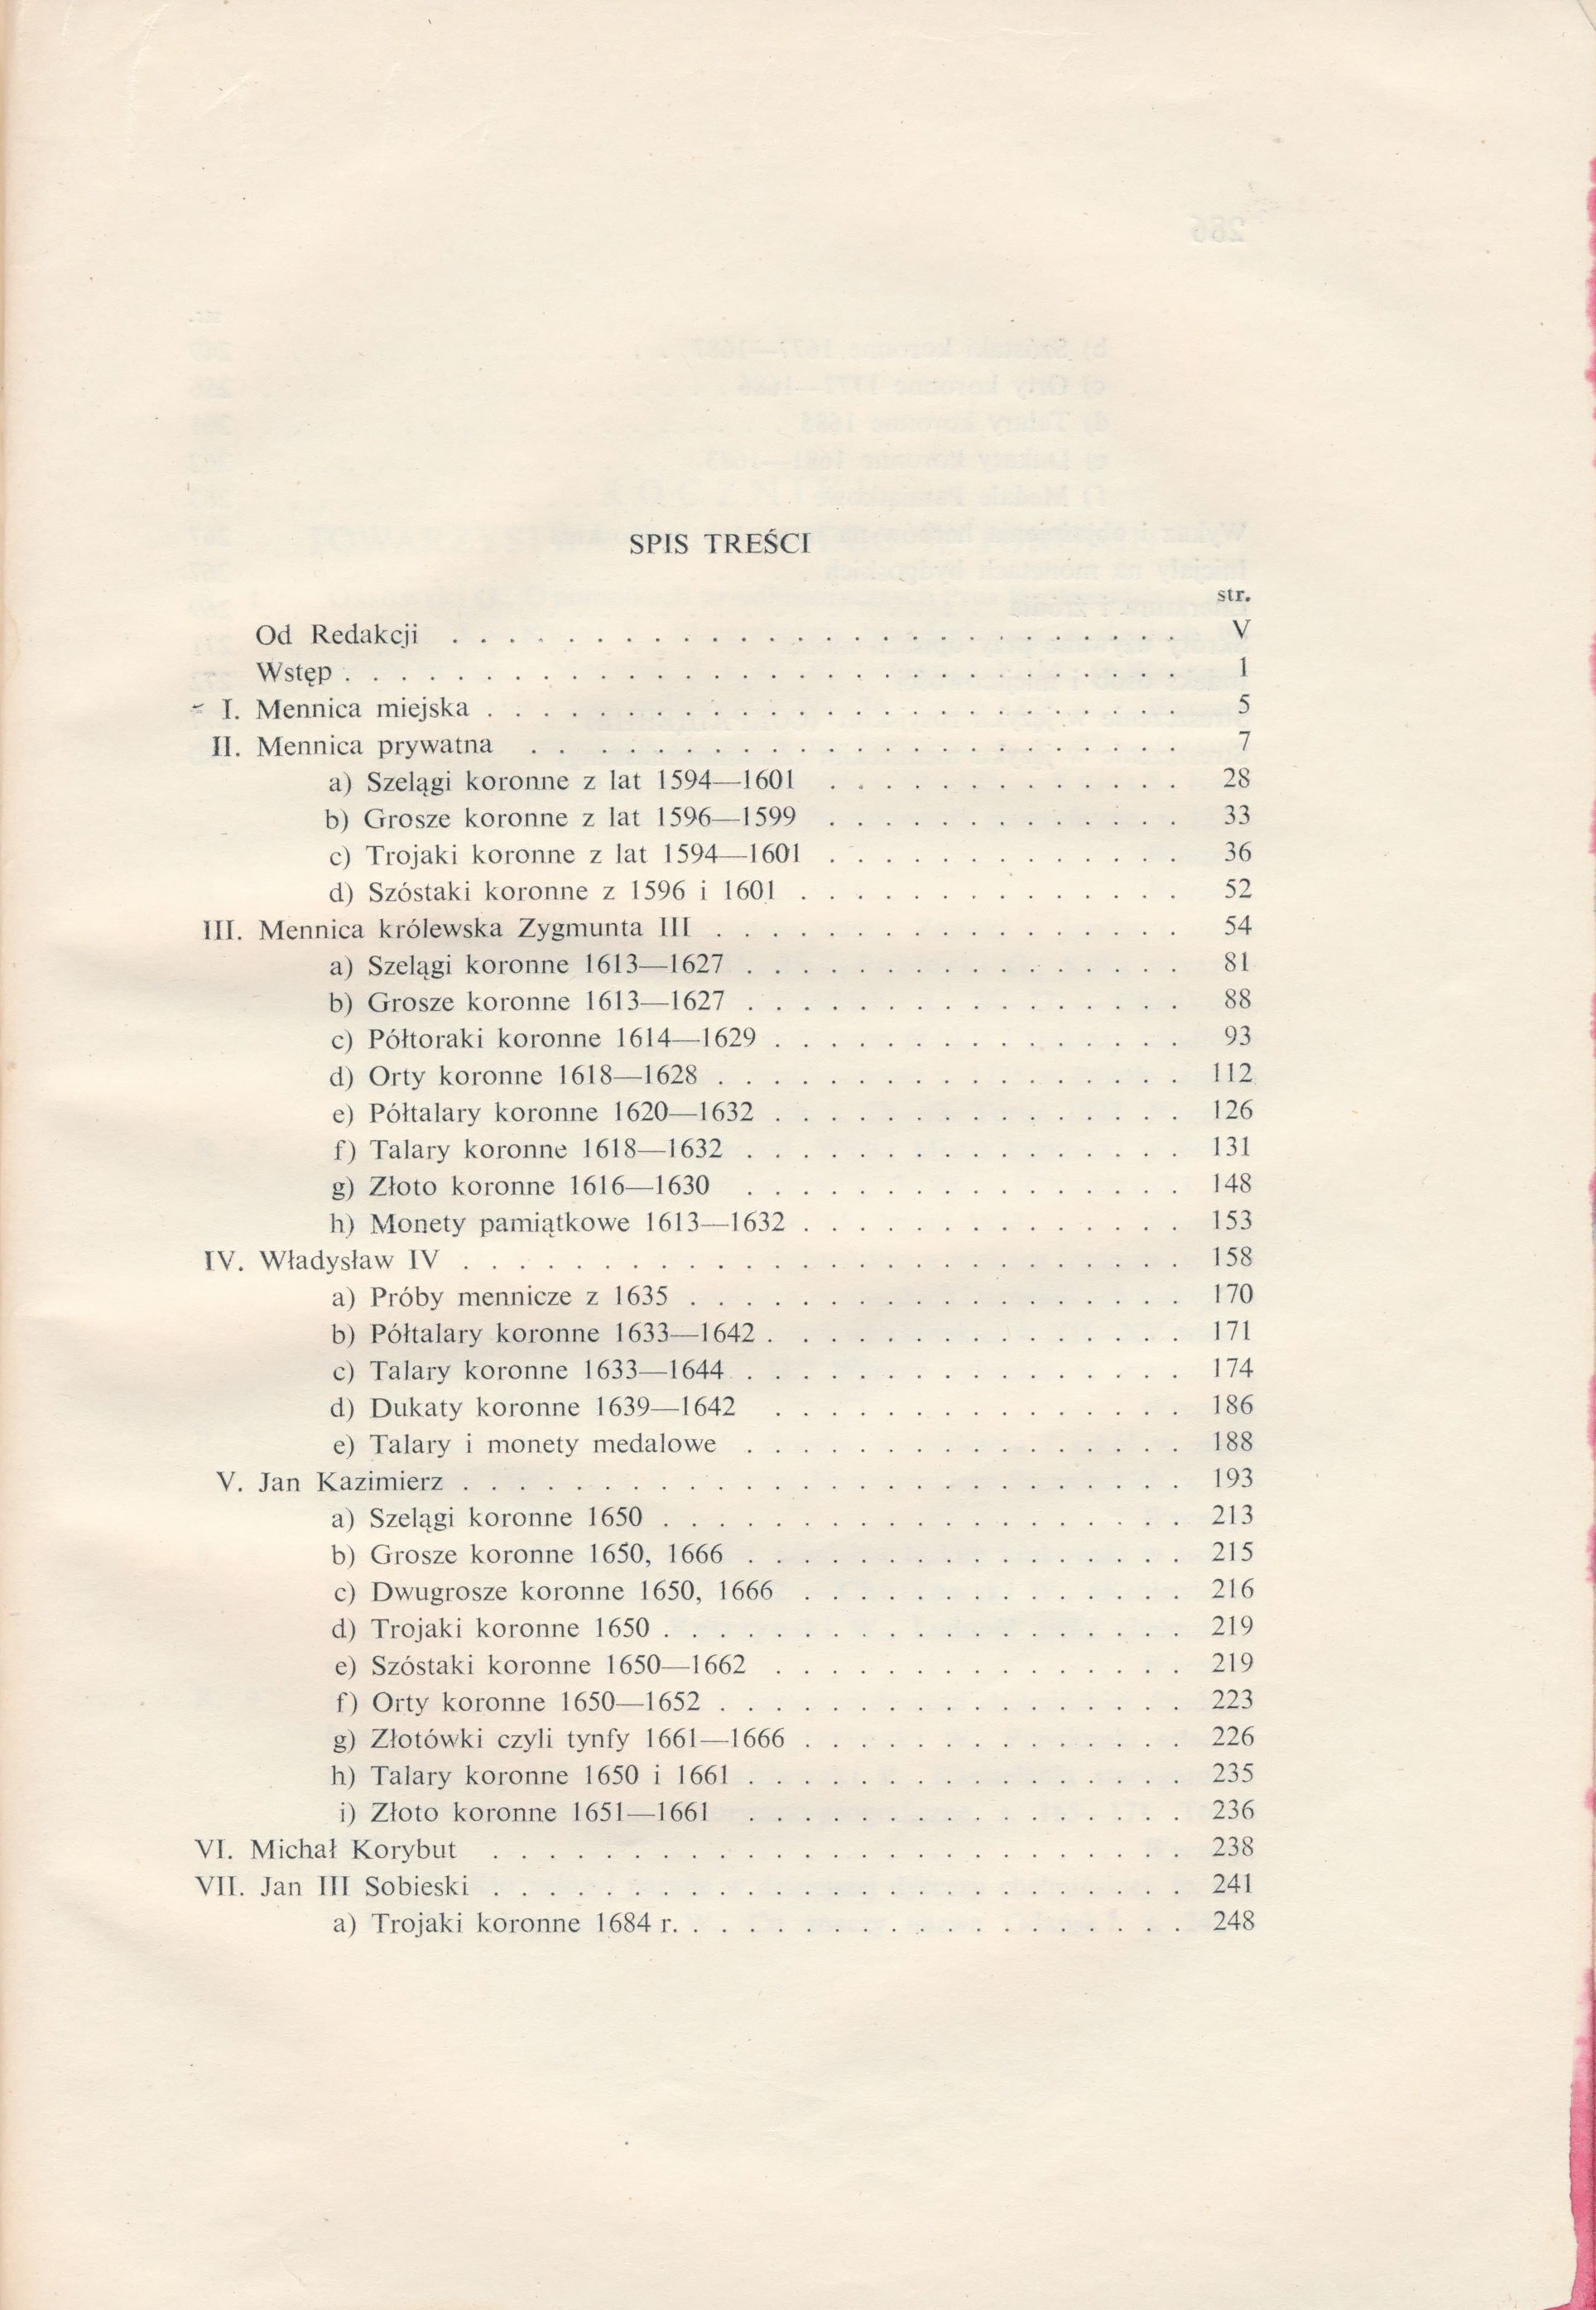 SPIS TREŚCI
str.
Od Redakcji . . . . . . . . . . . . . . . . . . . . . . . . . . V
Wstęp . . . . . . . . . . . . . . . . . . . . . . . . . . . . . . 1
I. Mennica miejska . . . . . . . . . . . . . . . . . . . . . . . . . 5
II. Mennica prywatna . . . . . . . . . . . . . . . . . . . . . . . 7
a) Szelągi koronne z lat 1594—1601 . . . . . . . . . . . . . 28
b) Grosze koronne z lat 1596—1599 . . . . . . . . . . . . . 33
c) Trojaki koronne z lat 1594—1601 . . . . . . . . . . . . . 36
d) Szóstaki koronne z 1596 i 1601 . . . . . . . . . . . . . . 52
III. Mennica królewska Zygmunta III . . . . . . . . . . . . . . . . . 54
a) Szelągi koronne 1613—1627 . . . . . . . . . . . . . . . . 81
b) Grosze koronne 1613—1627 . . . . . . . . . . . . . . . . 88
c) Półtoraki koronne 1614—1629 . . . . . . . . . . . . . . . 93
d) Orty koronne 1618—1628 . . . . . . . . . . . . . . . . . 112
e) Półtalary koronne 1620—1632 . . . . . . . . . . . . . . . 126
f) Talary koronne 1618—1632 . . . . . . . . . . . . . . . . 131
g) Złoto koronne 1616—1630 . . . . . . . . . . . . . . . . 148
h) Monety pamiątkowe 1613—1632 . . . . . . . . . . . . . . 153
IV. Władysław IV . . . . . . . . . . . . . . . . . . . . . . . . . . 158
a) Próby mennicze z 1635 . . . . . . . . . . . . . . . . . . 170
b) Półtalary koronne 1633—1642 . . . . . . . . . . . . . . . 171
c) Talary koronne 1633—1644 . . . . . . . . . . . . . . . . 174
d) Dukaty koronne 1639—1642 . . . . . . . . . . . . . . . 186
e) Talary i monety medalowe . . . . . . . . . . . . . . . . 188
V. Jan Kazimierz . . . . . . . . . . . . . . . . . . . . . . . . . . 193
a) Szelągi koronne 1650 . . . . . . . . . . . . . . . . . . . 213
b) Grosze koronne 1650, 1666 . . . . . . . . . . . . . . . . 215
c) Dwugrosze koronne 1650, 1666 . . . . . . . . . . . . . . 216
d) Trojaki koronne 1650 . . . . . . . . . . . . . . . . . . . 219
e) Szóstaki koronne 1650—1662 . . . . . . . . . . . . . . . 219
f) Orty koronne 1650—1652 . . . . . . . . . . . . . . . . . 223
g) Złotówki czyli tynfy 1661—1666 . . . . . . . . . . . . . . 226
h) Talary koronne 1650 i 1661 . . . . . . . . . . . . . . . . 235
i) Złoto koronne 1651—1661 . . . . . . . . . . . . . . . . 236
VI. Michał Korybut . . . . . . . . . . . . . . . . . . . . . . . . . 238
VII. Jan III Sobieski . . . . . . . . . . . . . . . . . . . . . . . . . 241
a) Trojaki koronne 1684 r. . . . . . . . . . . . . . . . . . . 248